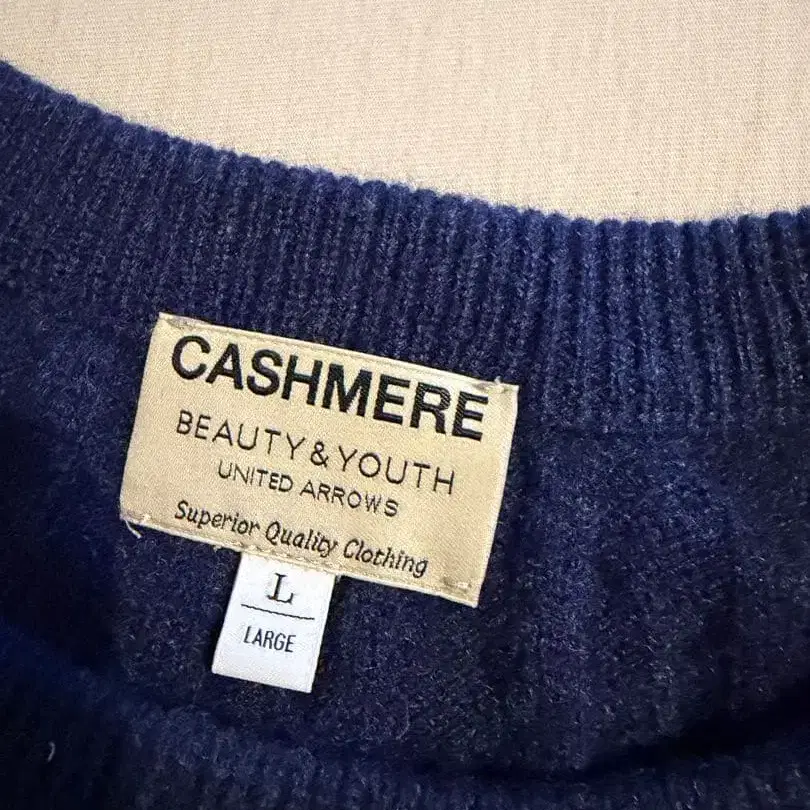 CASHMERE
BEAUTY & YOUTH
UNITED ARROWS
Superior Quality Clothing
L
LARGE